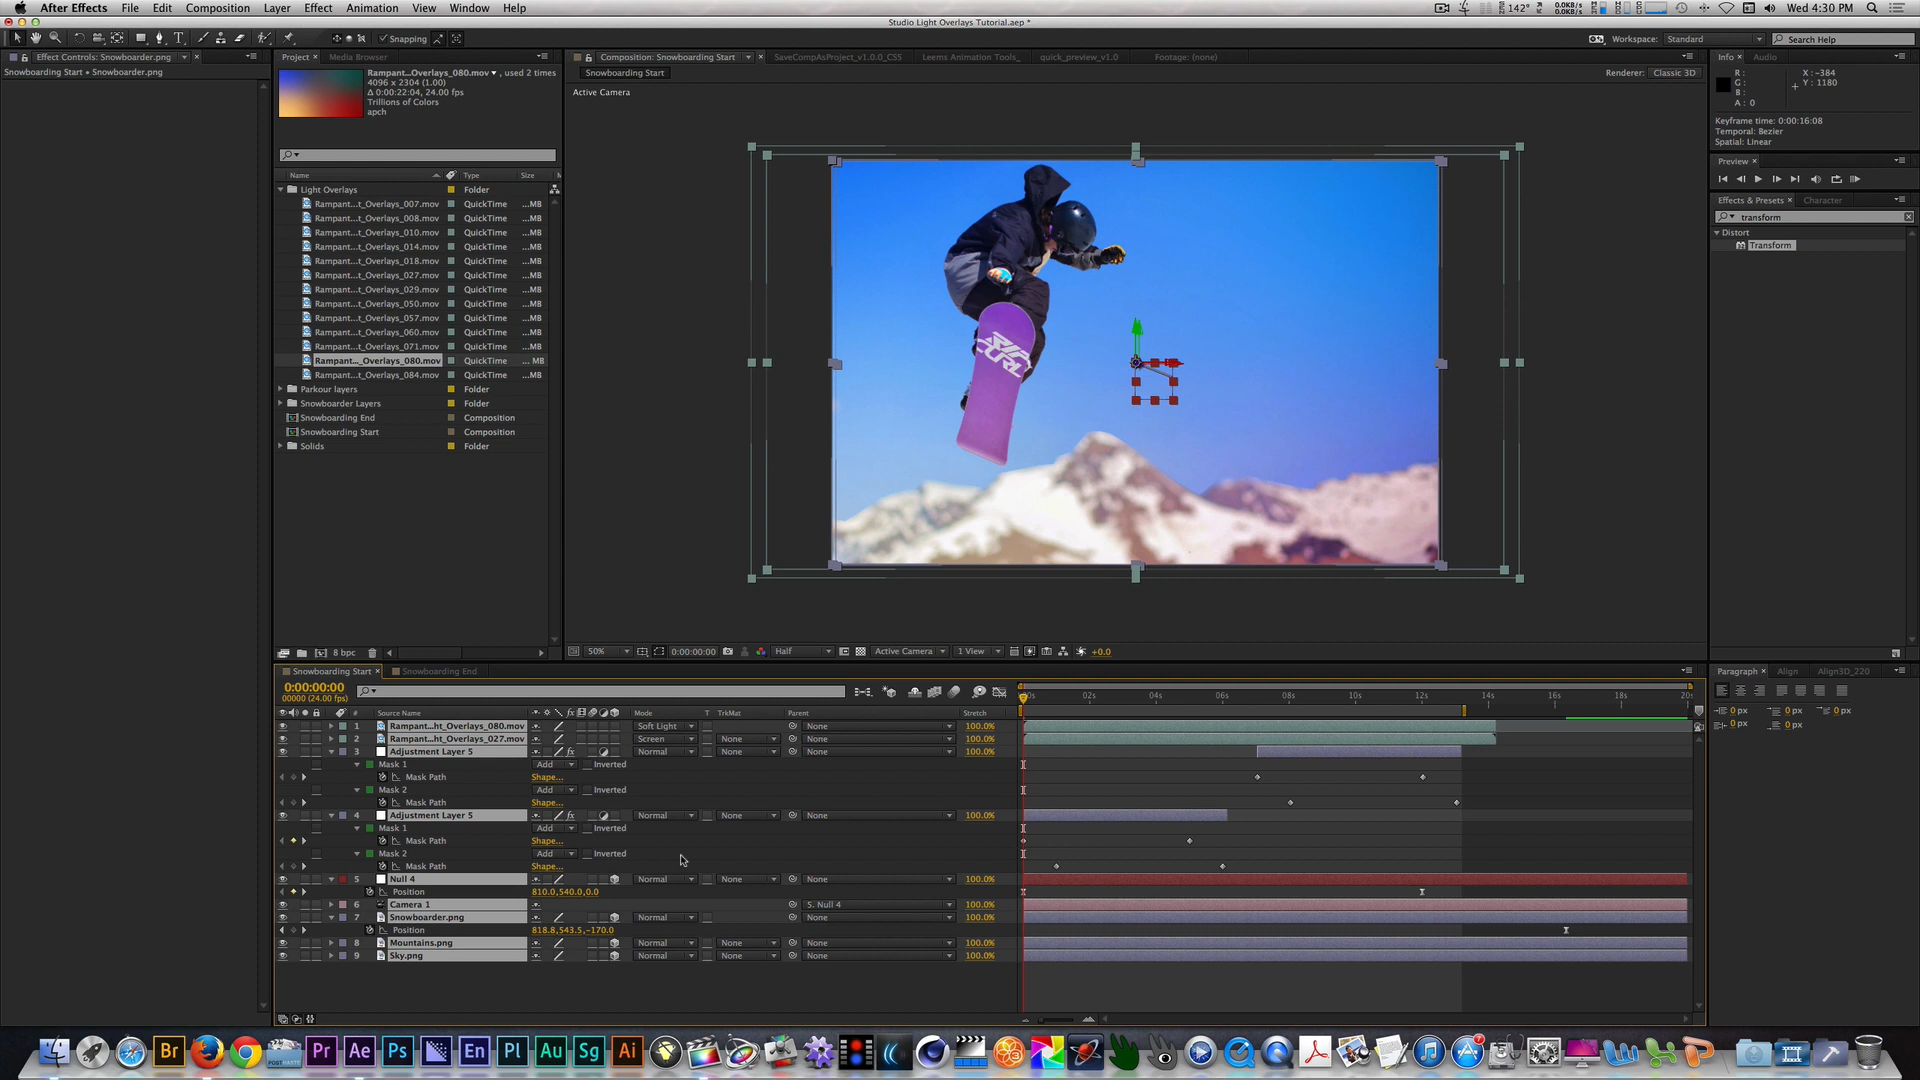 After Effects File Edit Composition Layer Effect Animation View Window Help
142° 0.0KB/s 0.0KB/s Wed 4:30 PM
Studio Light Overlays Tutorial.aep *
Snapping Workspace: Standard Search Help
Effect Controls: Snowboarder.png
Snowboarding Start • Snowboarder.png
Project Media Browser
Rampant...Overlays_080.mov , used 2 times
4096 x 2304 (1.00)
Δ 0:00:22:04, 24.00 fps
Trillions of Colors
apch
Name Type Size
Light Overlays Folder
Rampant...t_Overlays_007.mov QuickTime ...MB
Rampant...t_Overlays_008.mov QuickTime ...MB
Rampant...t_Overlays_010.mov QuickTime ...MB
Rampant...t_Overlays_014.mov QuickTime ...MB
Rampant...t_Overlays_018.mov QuickTime ...MB
Rampant...t_Overlays_027.mov QuickTime ...MB
Rampant...t_Overlays_029.mov QuickTime ...MB
Rampant...t_Overlays_050.mov QuickTime ...MB
Rampant...t_Overlays_057.mov QuickTime ...MB
Rampant...t_Overlays_060.mov QuickTime ...MB
Rampant...t_Overlays_071.mov QuickTime ...MB
Rampant..._Overlays_080.mov QuickTime ... MB
Rampant...t_Overlays_084.mov QuickTime ...MB
Parkour layers Folder
Snowboarder Layers Folder
Snowboarding End Composition
Snowboarding Start Composition
Solids Folder
8 bpc
Composition: Snowboarding Start SaveCompAsProject_v1.0.0_CS5 Leems Animation Tools_ quick_preview_v1.0 Footage: (none)
Snowboarding Start Renderer: Classic 3D
Active Camera
RIP CURL
50% 0:00:00:00 Half Active Camera 1 View +0.0
Info Audio
R: X: -384
G: Y: 1180
B:
A: 0
Keyframe time: 0:00:16:08
Temporal: Bezier
Spatial: Linear
Preview
Effects & Presets Character
transform
Distort
Transform
Snowboarding Start Snowboarding End
0:00:00:00
00000 (24.00 fps)
02s 04s 06s 08s 10s 14s 16s 18s 20s
# Source Name Mode T TrkMat Parent Stretch
1 Rampant...ht_Overlays_080.mov Soft Light None 100.0%
2 Rampant...ht_Overlays_027.mov Screen None None 100.0%
3 Adjustment Layer 5 Normal None None 100.0%
Mask 1 Add Inverted
Mask Path Shape...
Mask 2 Add Inverted
Mask Path Shape...
4 Adjustment Layer 5 Normal None None 100.0%
Mask 1 Add Inverted
Mask Path Shape...
Mask 2 Add Inverted
Mask Path Shape...
5 Null 4 Normal None None 100.0%
Position 810.0,540.0,0.0
6 Camera 1 5. Null 4 100.0%
7 Snowboarder.png Normal None None 100.0%
Position 818.8,543.5,-170.0
8 Mountains.png Normal None None 100.0%
9 Sky.png Normal None None 100.0%
Paragraph Align Align3D_220
0 px 0 px 0 px
0 px 0 px
Br Pr Ae Ps En Pl Au Sg Ai